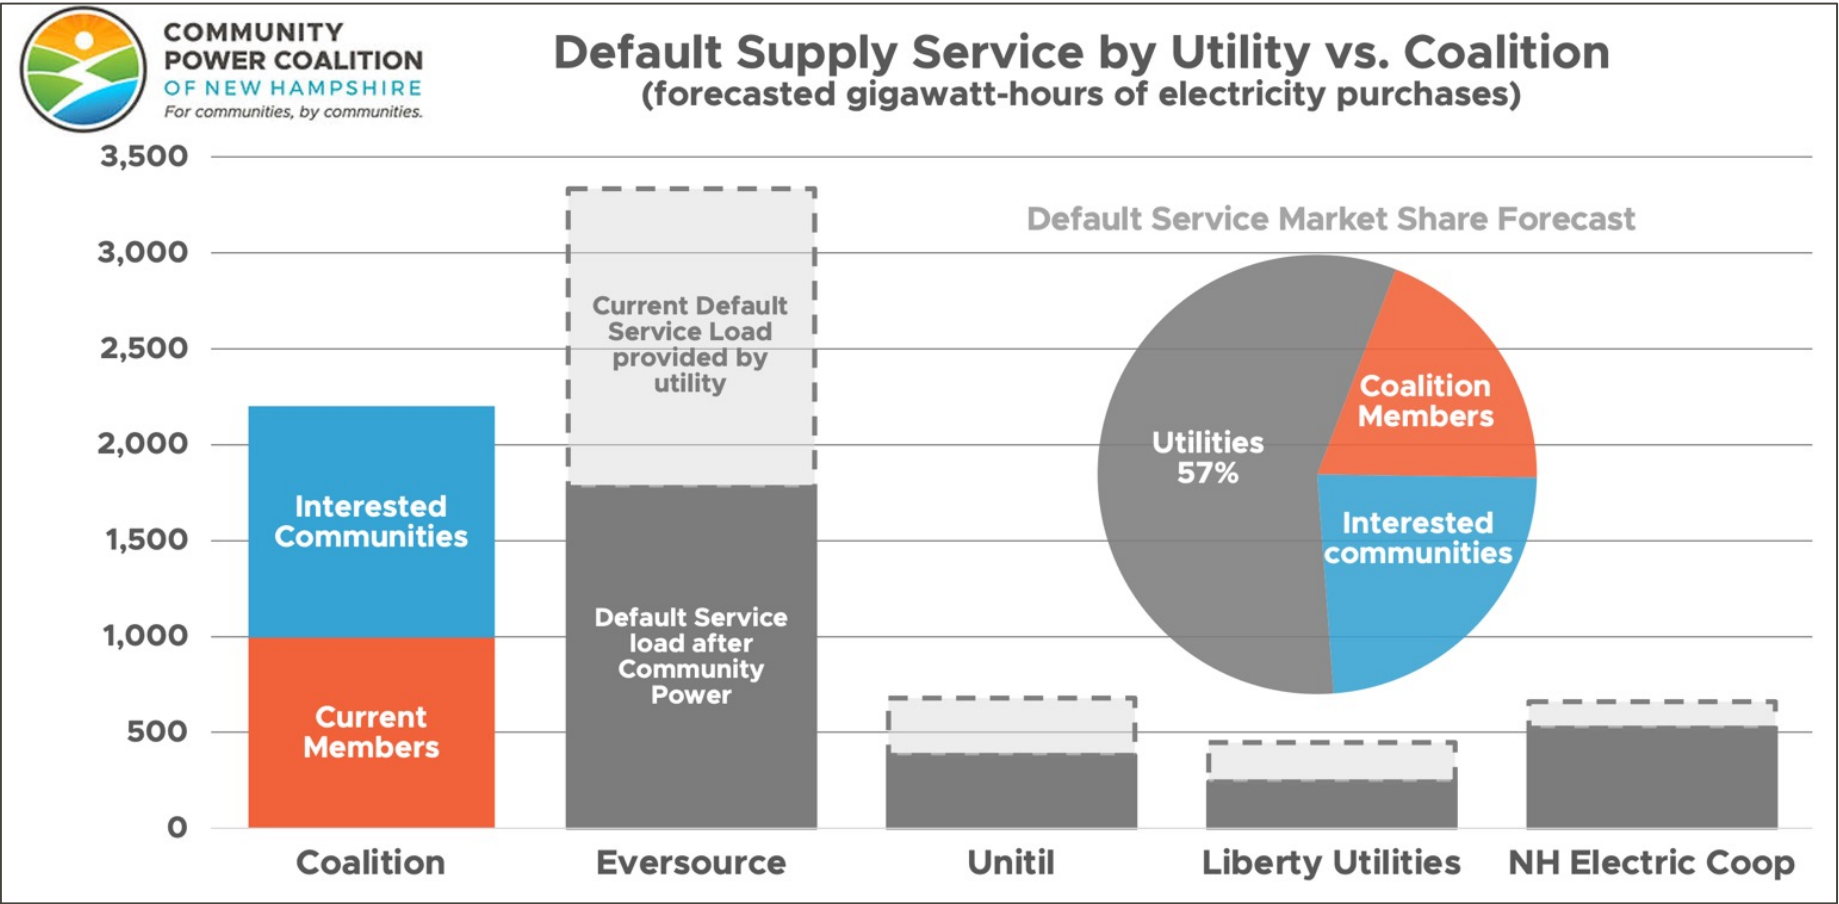 COMMUNITY
POWER COALITION
OF NEW HAMPSHIRE
For communities, by communities.
Default Supply Service by Utility vs. Coalition
(forecasted gigawatt-hours of electricity purchases)
3,500
3,000
2,500
2,000
1,500
1,000
500
0
Interested
Communities
Current
Members
Current Default
Service Load
provided by
utility
Default Service
load after
Community
Power
Default Service Market Share Forecast
Utilities
57%
Coalition
Members
Interested
communities
Coalition
Eversource
Unitil
Liberty Utilities
NH Electric Coop